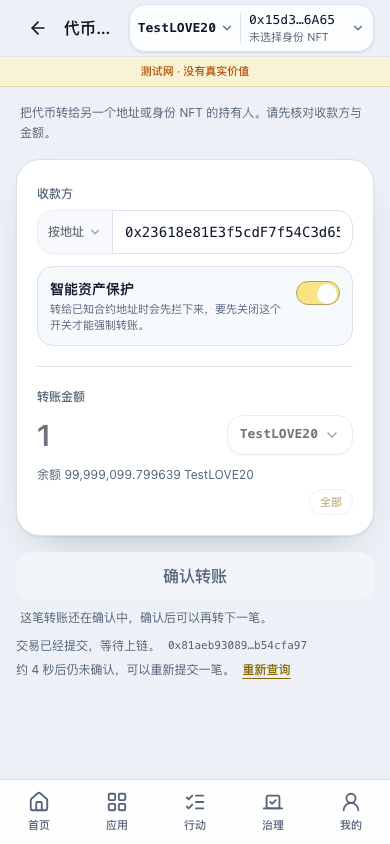 代币...
TestLOVE20
0x15d3...6A65
未选择身份 NFT
测试网 · 没有真实价值
把代币转给另一个地址或身份 NFT 的持有人。请先核对收款方与
金额。
收款方
按地址
0x23618e81E3f5cdF7f54C3d65
智能资产保护
转给已知合约地址时会先拦下来，要先关闭这个
开关才能强制转账。
转账金额
1
TestLOVE20
余额 99,999,099.799639 TestLOVE20
全部
确认转账
这笔转账还在确认中，确认后可以再转下一笔。
交易已经提交，等待上链。 0x81aeb93089…b54cfa97
约 4 秒后仍未确认，可以重新提交一笔。 重新查询
首页
应用
行动
治理
我的